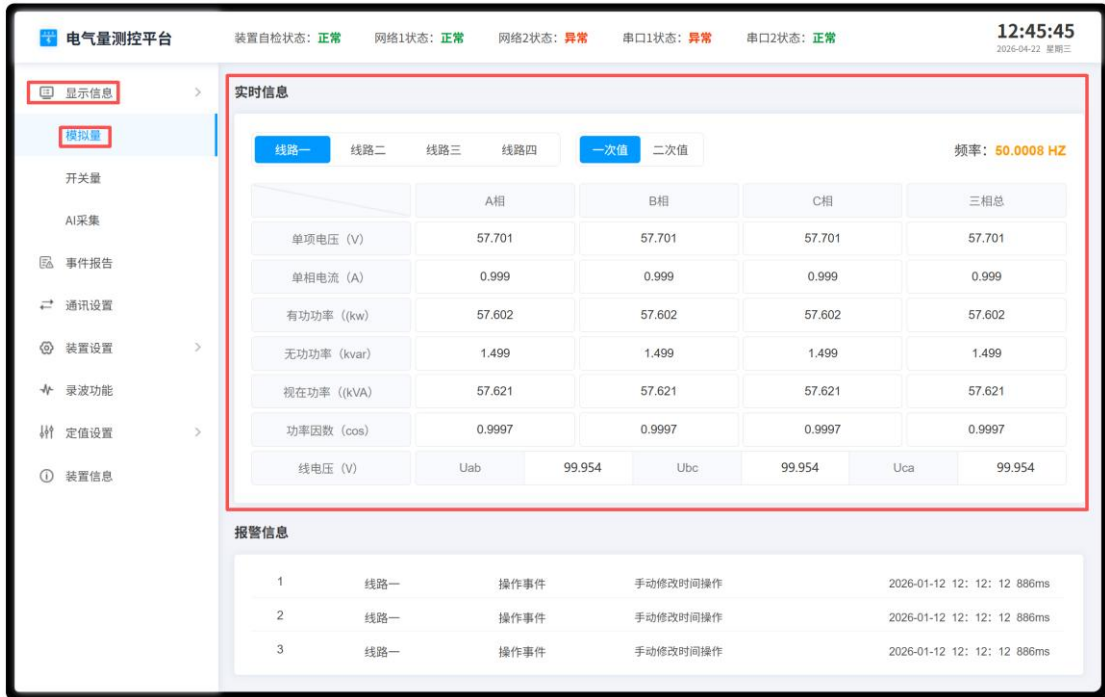 电气量测控平台 装置自检状态：正常 网络1状态：正常 网络2状态：异常 串口1状态：异常 串口2状态：正常 12:45:45
2026-04-22 星期三
显示信息
模拟量
开关量
AI采集
事件报告
通讯设置
装置设置
录波功能
定值设置
装置信息
实时信息
线路一 线路二 线路三 线路四 一次值 二次值 频率：50.0008 HZ
A相 B相 C相 三相总
单项电压（V） 57.701 57.701 57.701 57.701
单相电流（A） 0.999 0.999 0.999 0.999
有功功率（(kw） 57.602 57.602 57.602 57.602
无功功率（kvar） 1.499 1.499 1.499 1.499
视在功率（(kVA） 57.621 57.621 57.621 57.621
功率因数（cos） 0.9997 0.9997 0.9997 0.9997
线电压（V） Uab 99.954 Ubc 99.954 Uca 99.954
报警信息
1 线路一 操作事件 手动修改时间操作 2026-01-12 12：12：12 886ms
2 线路一 操作事件 手动修改时间操作 2026-01-12 12：12：12 886ms
3 线路一 操作事件 手动修改时间操作 2026-01-12 12：12：12 886ms